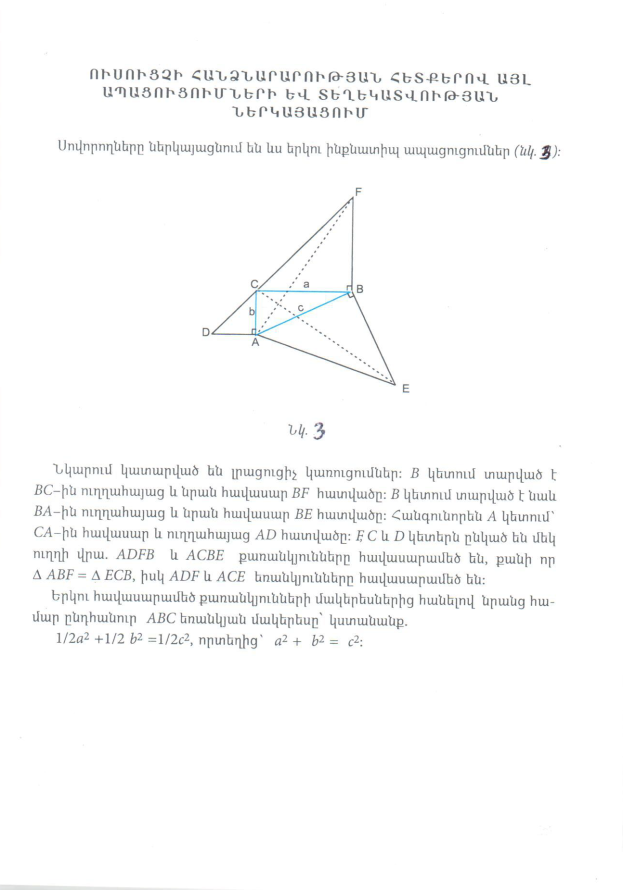 ՈՒՍՈՒՑՉԻ ՀԱՆՁՆԱՐԱՐՈՒԹՅԱՆ ՀԵՏՔԵՐՈՎ ԱՅԼ
ԱՊԱՑՈՒՑՈՒՄՆԵՐԻ ԵՎ ՏԵՂԵԿԱՏՎՈՒԹՅԱՆ
ՆԵՐԿԱՅԱՑՈՒՄ
Սովորողները ներկայացնում են ևս երկու ինքնատիպ ապացուցումներ (նկ. 3)։
F
C a B
b c
D
A
E
Նկ. 3
Նկարում կատարված են լրացուցիչ կառուցումներ։ B կետում տարված է
BC–ին ուղղահայաց և նրան հավասար BF հատվածը։ B կետում տարված է նաև
BA–ին ուղղահայաց և նրան հավասար BE հատվածը։ Հանգունորեն A կետում՝
CA–ին հավասար և ուղղահայաց AD հատվածը։ F, C և D կետերն ընկած են մեկ
ուղղի վրա. ADFB և ACBE քառանկյունները հավասարամեծ են, քանի որ
Δ ABF = Δ ECB, իսկ ADF և ACE եռանկյունները հավասարամեծ են։
Երկու հավասարամեծ քառանկյունների մակերեսներից հանելով նրանց հա-
մար ընդհանուր ABC եռանկյան մակերեսը՝ կստանանք.
1/2a² +1/2 b² =1/2c², որտեղից՝ a² + b² = c²։